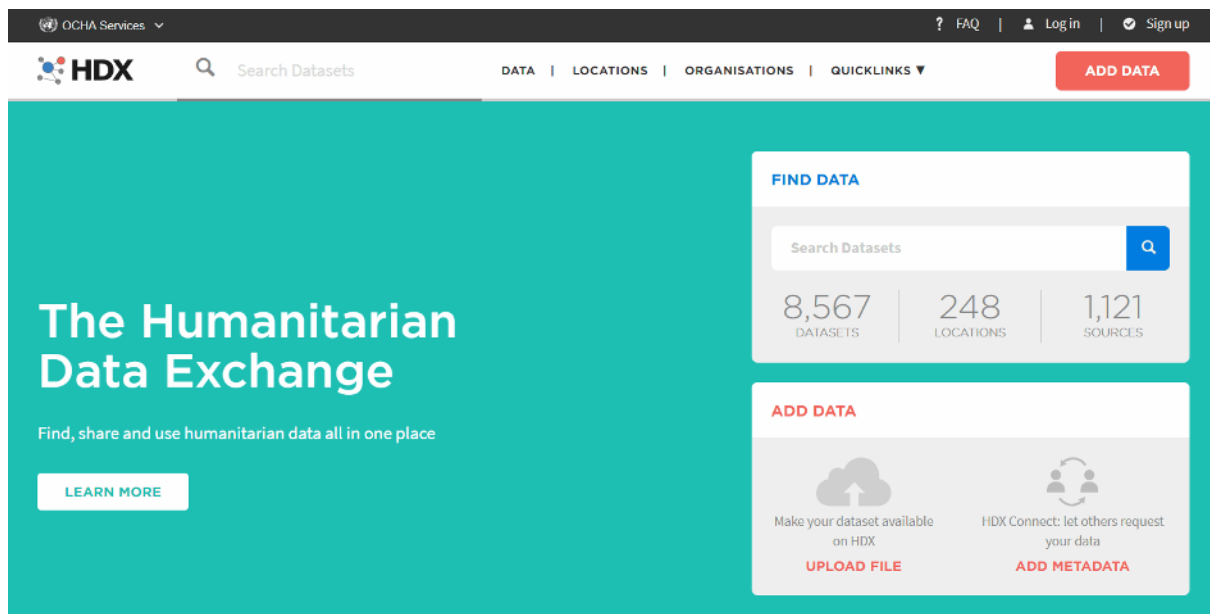 OCHA Services
? FAQ | Log in | Sign up
HDX
Search Datasets
DATA | LOCATIONS | ORGANISATIONS | QUICKLINKS ▼
ADD DATA
The Humanitarian
Data Exchange
Find, share and use humanitarian data all in one place
LEARN MORE
FIND DATA
Search Datasets
8,567 248 1,121
DATASETS LOCATIONS SOURCES
ADD DATA
Make your dataset available
on HDX
UPLOAD FILE
HDX Connect: let others request
your data
ADD METADATA